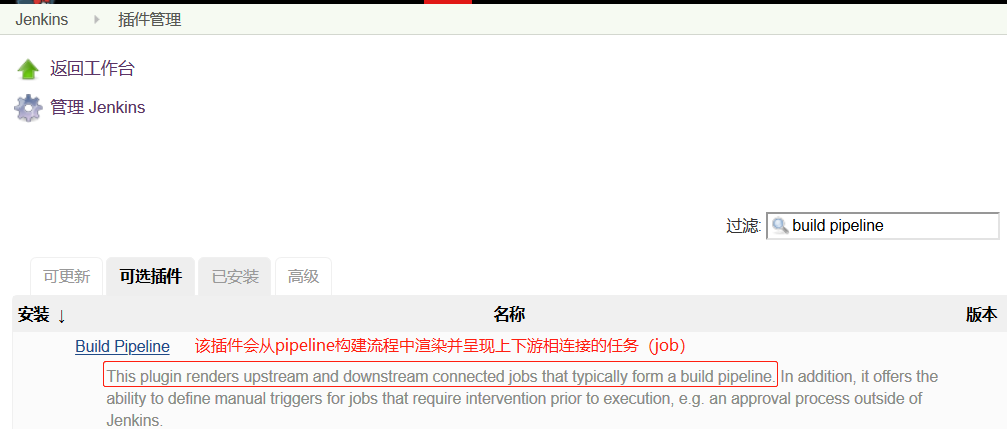 Jenkins 插件管理
返回工作台
管理 Jenkins
过滤: build pipeline
可更新 可选插件 已安装 高级
安装 ↓ 名称 版本
Build Pipeline 该插件会从pipeline构建流程中渲染并呈现上下游相连接的任务（job）
This plugin renders upstream and downstream connected jobs that typically form a build pipeline. In addition, it offers the
ability to define manual triggers for jobs that require intervention prior to execution, e.g. an approval process outside of
Jenkins.